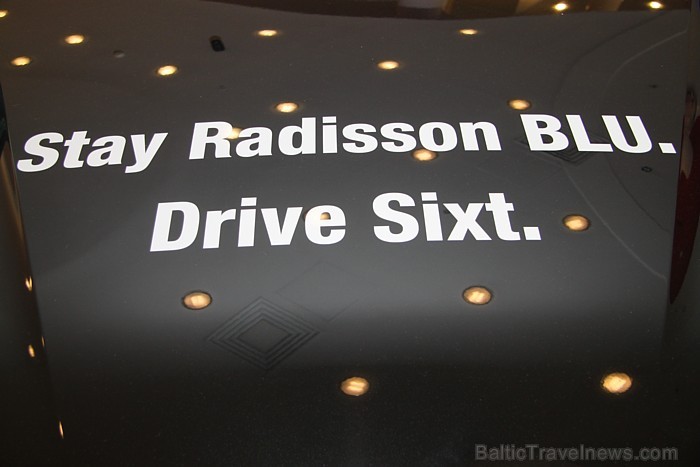 Stay Radisson BLU.
Drive Sixt.
BalticTravelnews.com